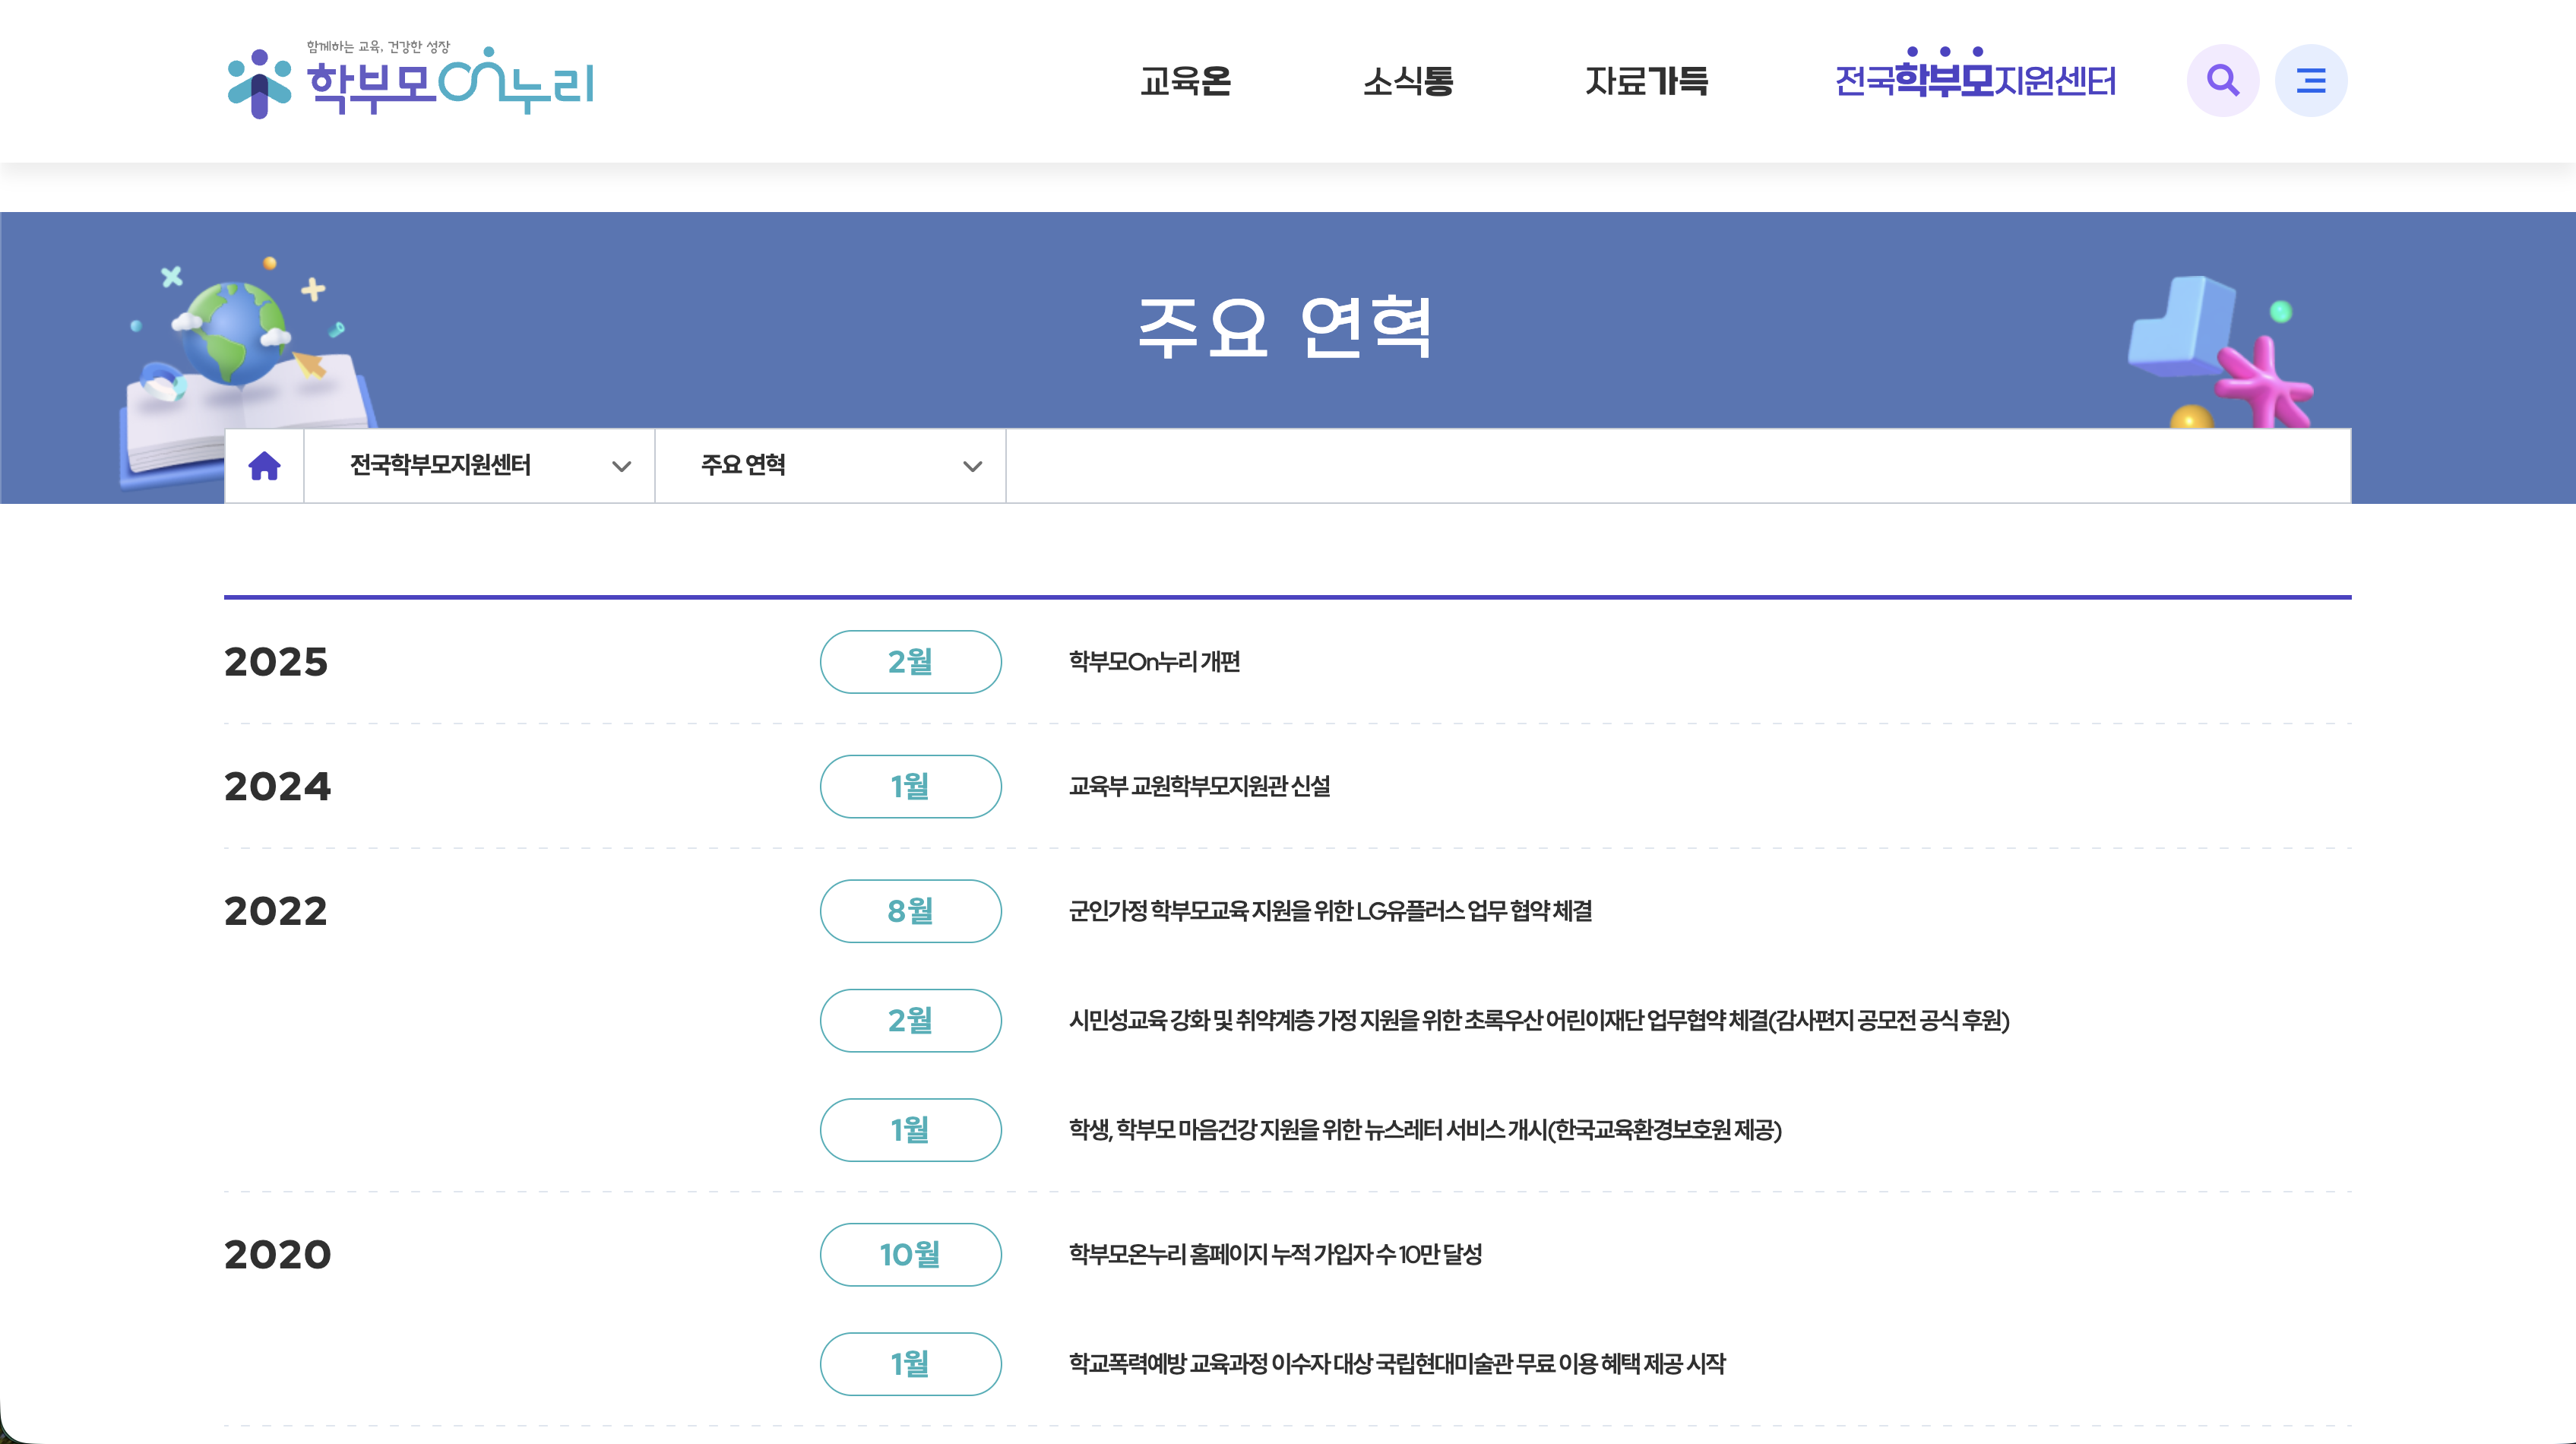 함께하는 교육, 건강한 성장
학부모On누리
교육온
소식통
자료가득
전국학부모지원센터
주요 연혁
전국학부모지원센터
주요 연혁
2025
2월
학부모On누리 개편
2024
1월
교육부 교원학부모지원관 신설
2022
8월
군인가정 학부모교육 지원을 위한 LG유플러스 업무 협약 체결
2월
시민성교육 강화 및 취약계층 가정 지원을 위한 초록우산 어린이재단 업무협약 체결(감사편지 공모전 공식 후원)
1월
학생, 학부모 마음건강 지원을 위한 뉴스레터 서비스 개시(한국교육환경보호원 제공)
2020
10월
학부모온누리 홈페이지 누적 가입자 수 10만 달성
1월
학교폭력예방 교육과정 이수자 대상 국립현대미술관 무료 이용 혜택 제공 시작